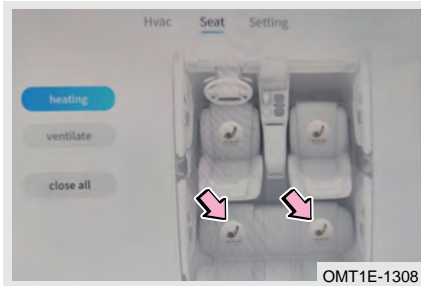 Hvac Seat Setting
heating
ventilate
close all
OMT1E-1308